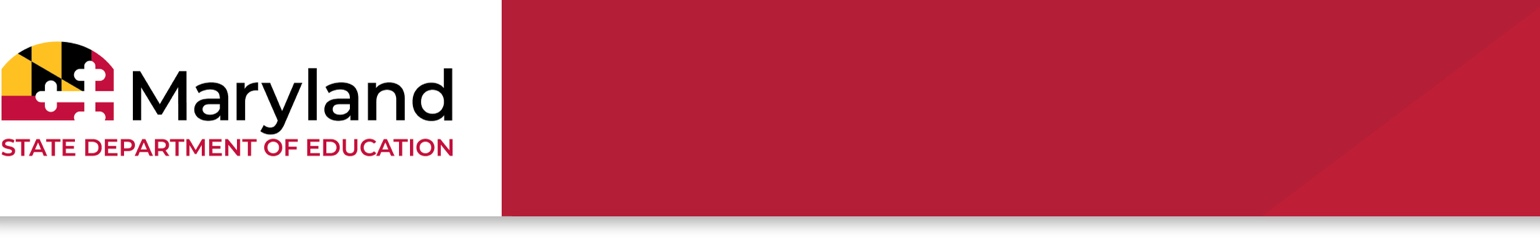 Maryland
STATE DEPARTMENT OF EDUCATION